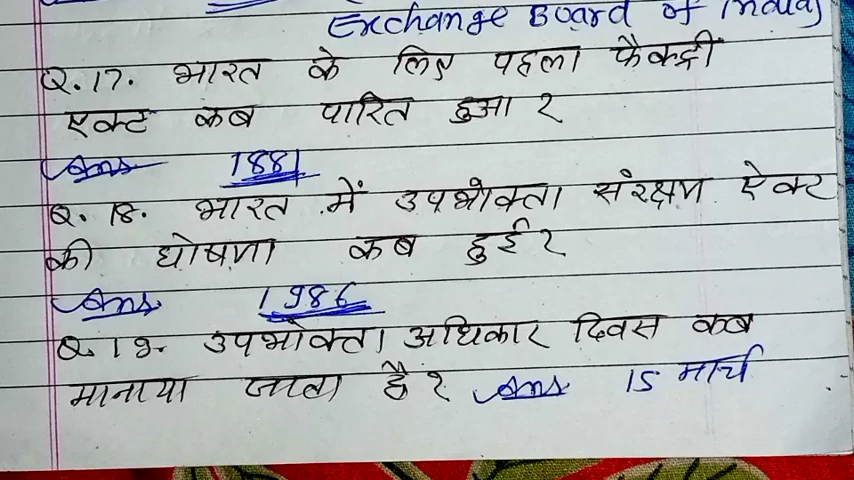 Exchange Board of India)
Q.17. भारत के लिए पहला फैक्ट्री
एक्ट कब पारित हुआ ?
Ans 1881
Q. 18. भारत में उपभोक्ता संरक्षण ऐक्ट
की घोषणा कब हुई ?
Ans. 1986
Q. 19. उपभोक्ता अधिकार दिवस कब
मानाया जाता है ? Ans 15 मार्च